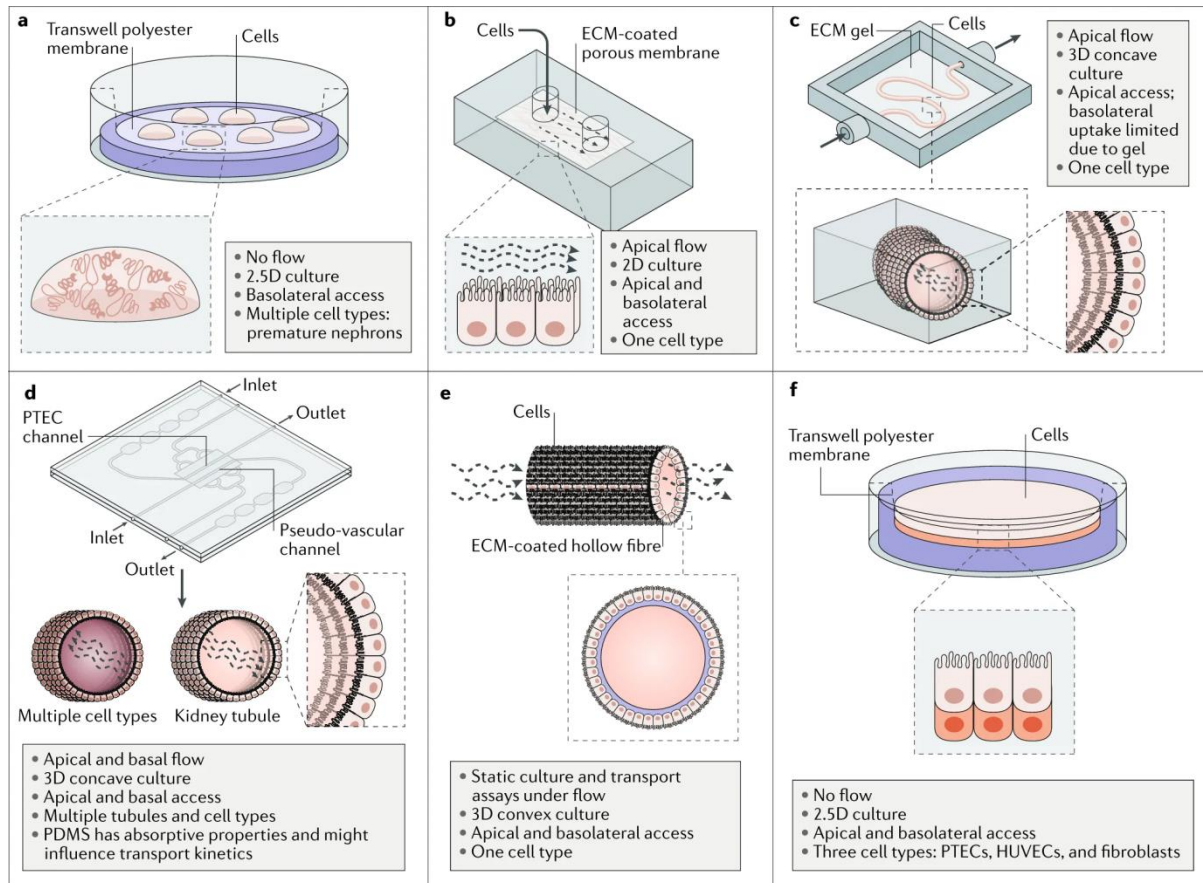 a
Transwell polyester
membrane
Cells
• No flow
• 2.5D culture
• Basolateral access
• Multiple cell types:
premature nephrons
b
Cells
ECM-coated
porous membrane
• Apical flow
• 2D culture
• Apical and
basolateral
access
• One cell type
c
ECM gel
Cells
• Apical flow
• 3D concave
culture
• Apical access;
basolateral
uptake limited
due to gel
• One cell type
d
Inlet
Outlet
PTEC
channel
Inlet
Outlet
Pseudo-vascular
channel
Multiple cell types
Kidney tubule
• Apical and basal flow
• 3D concave culture
• Apical and basal access
• Multiple tubules and cell types
• PDMS has absorptive properties and might
influence transport kinetics
e
Cells
ECM-coated hollow fibre
• Static culture and transport
assays under flow
• 3D convex culture
• Apical and basolateral access
• One cell type
f
Transwell polyester
membrane
Cells
• No flow
• 2.5D culture
• Apical and basolateral access
• Three cell types: PTECs, HUVECs, and fibroblasts